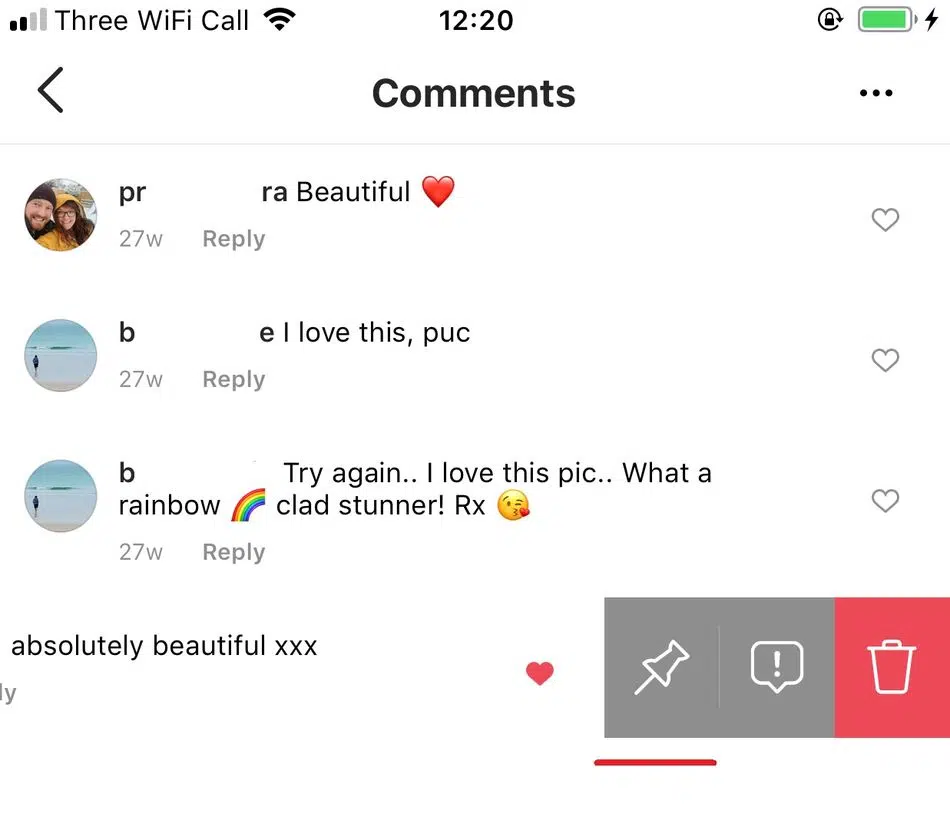 Three WiFi Call 12:20
Comments
pr ra Beautiful ❤️
27w Reply
b e I love this, puc
27w Reply
b Try again.. I love this pic.. What a
rainbow 🌈 clad stunner! Rx 😘
27w Reply
absolutely beautiful xxx
ly